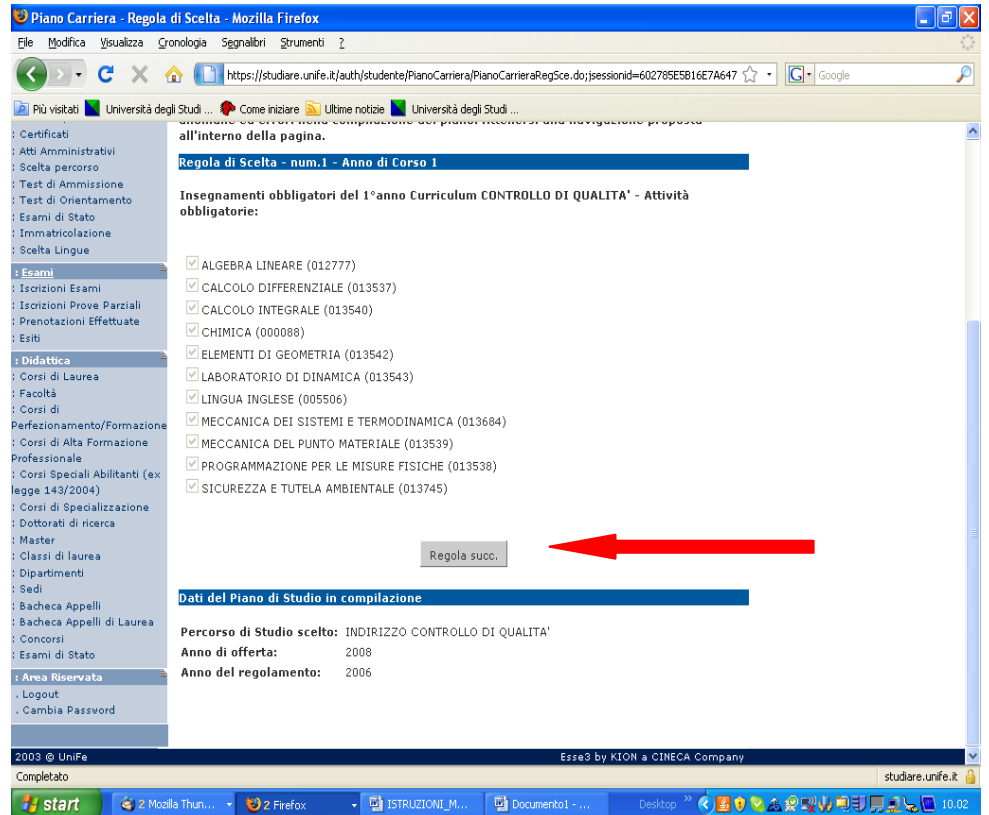 Piano Carriera - Regola di Scelta - Mozilla Firefox
File Modifica Visualizza Cronologia Segnalibri Strumenti ?
https://studiare.unife.it/auth/studente/PianoCarriera/PianoCarrieraRegSce.do;jsessionid=602785E5B16E7A647
G Google
Più visitati Università degli Studi ... Come iniziare Ultime notizie Università degli Studi ...
: Certificati
: Atti Amministrativi
: Scelta percorso
: Test di Ammissione
: Test di Orientamento
: Esami di Stato
: Immatricolazione
: Scelta Lingue
: Esami
: Iscrizioni Esami
: Iscrizioni Prove Parziali
: Prenotazioni Effettuate
: Esiti
: Didattica
: Corsi di Laurea
: Facoltà
: Corsi di
Perfezionamento/Formazione
: Corsi di Alta Formazione
Professionale
: Corsi Speciali Abilitanti (ex
legge 143/2004)
: Corsi di Specializzazione
: Dottorati di ricerca
: Master
: Classi di laurea
: Dipartimenti
: Sedi
: Bacheca Appelli
: Bacheca Appelli di Laurea
: Concorsi
: Esami di Stato
: Area Riservata
. Logout
. Cambia Password
all'interno della pagina.
Regola di Scelta - num.1 - Anno di Corso 1
Insegnamenti obbligatori del 1°anno Curriculum CONTROLLO DI QUALITA' - Attività
obbligatorie:
ALGEBRA LINEARE (012777)
CALCOLO DIFFERENZIALE (013537)
CALCOLO INTEGRALE (013540)
CHIMICA (000088)
ELEMENTI DI GEOMETRIA (013542)
LABORATORIO DI DINAMICA (013543)
LINGUA INGLESE (005506)
MECCANICA DEI SISTEMI E TERMODINAMICA (013684)
MECCANICA DEL PUNTO MATERIALE (013539)
PROGRAMMAZIONE PER LE MISURE FISICHE (013538)
SICUREZZA E TUTELA AMBIENTALE (013745)
Regola succ.
Dati del Piano di Studio in compilazione
Percorso di Studio scelto: INDIRIZZO CONTROLLO DI QUALITA'
Anno di offerta: 2008
Anno del regolamento: 2006
2003 @ UniFe Esse3 by KION a CINECA Company
Completato studiare.unife.it
start 2 Mozilla Thun... 2 Firefox ISTRUZIONI_M... Documento1 - ... Desktop » 10.02